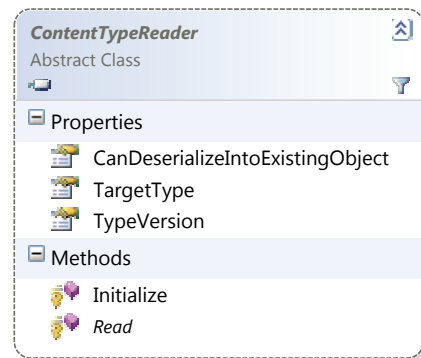 ContentTypeReader
Abstract Class
Properties
CanDeserializeIntoExistingObject
TargetType
TypeVersion
Methods
Initialize
Read